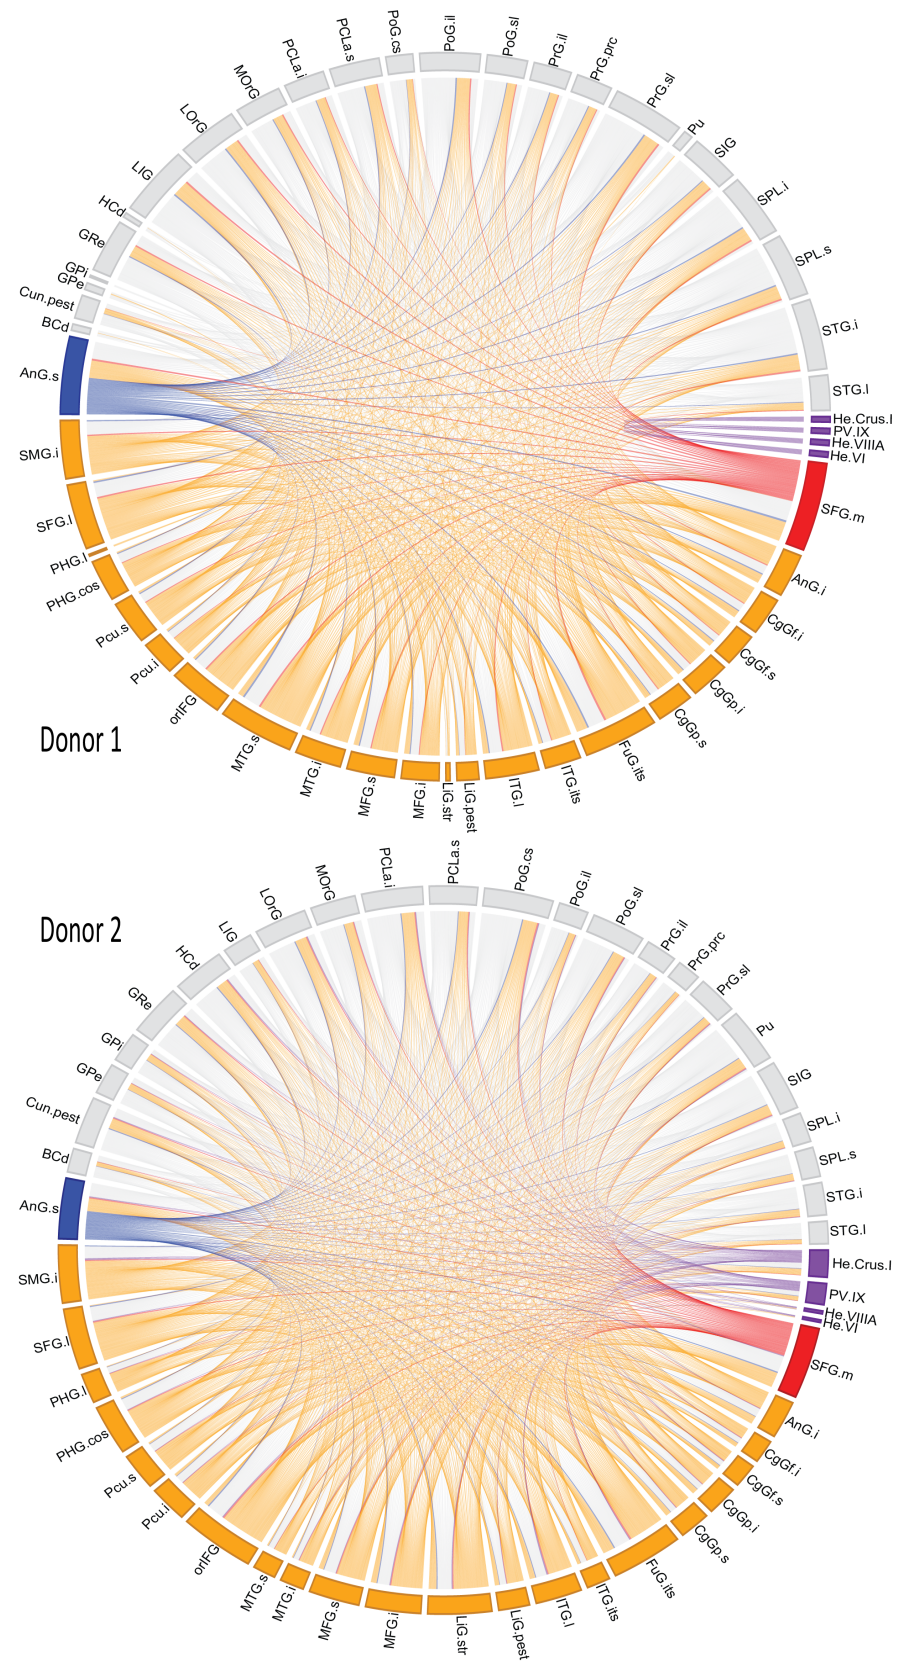 PoG.il
PoG.sl
PrG.il
PrG.prc
PrG.sl
Pu
SIG
SPL.i
SPL.s
STG.i
STG.l
He.Crus.I
PV.IX
He.VIIIA
He.VI
SFG.m
AnG.i
CgGf.i
CgGf.s
CgGp.i
CgGp.s
FuG.its
ITG.its
ITG.l
LiG.pest
LiG.str
MFG.i
MFG.s
MTG.i
MTG.s
orIFG
Pcu.i
Pcu.s
PHG.cos
PHG.l
SFG.l
SMG.i
AnG.s
BCd
Cun.pest
GPe
GPi
GRe
HCd
LIG
LOrG
MOrG
PCLa.i
PCLa.s
PoG.cs
Donor 1
Donor 2
PCLa.s
PoG.cs
PoG.il
PoG.sl
PrG.il
PrG.prc
PrG.sl
Pu
SIG
SPL.i
SPL.s
STG.i
STG.l
He.Crus.I
PV.IX
He.VIIIA
He.VI
SFG.m
AnG.i
CgGf.i
CgGf.s
CgGp.i
CgGp.s
FuG.its
ITG.its
ITG.l
LiG.pest
LiG.str
MFG.i
MFG.s
MTG.i
MTG.s
orIFG
Pcu.i
Pcu.s
PHG.cos
PHG.l
SFG.l
SMG.i
AnG.s
BCd
Cun.pest
GPe
GPi
GRe
HCd
LIG
LOrG
MOrG
PCLa.i